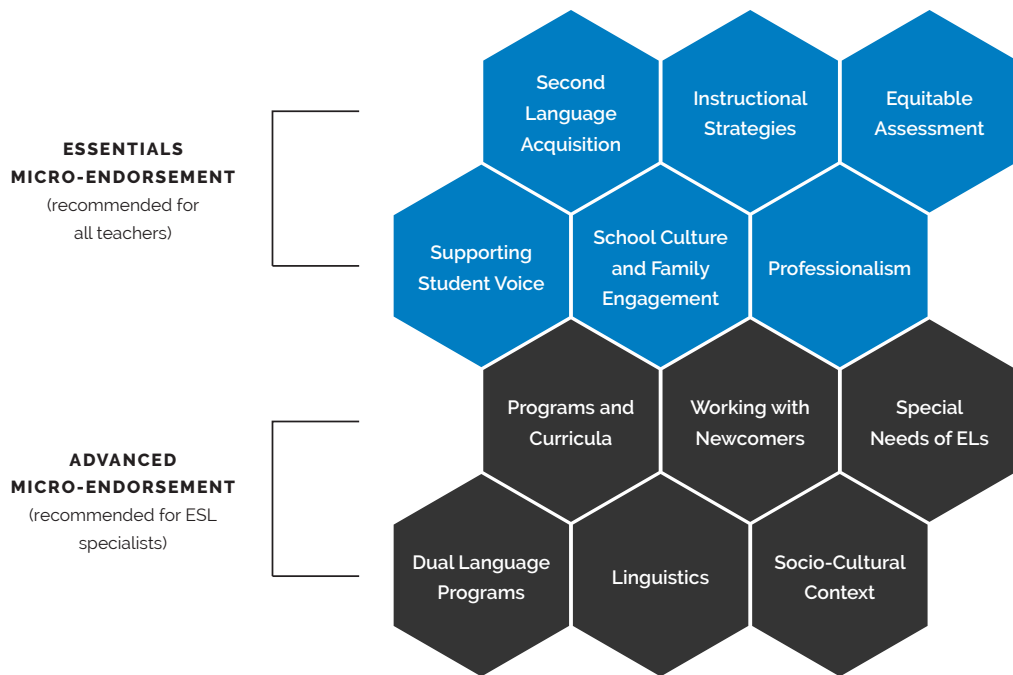 ESSENTIALS
MICRO-ENDORSEMENT
(recommended for
all teachers)
Second
Language
Acquisition
Instructional
Strategies
Equitable
Assessment
Supporting
Student Voice
School Culture
and Family
Engagement
Professionalism
ADVANCED
MICRO-ENDORSEMENT
(recommended for ESL
specialists)
Programs and
Curricula
Working with
Newcomers
Special
Needs of ELs
Dual Language
Programs
Linguistics
Socio-Cultural
Context